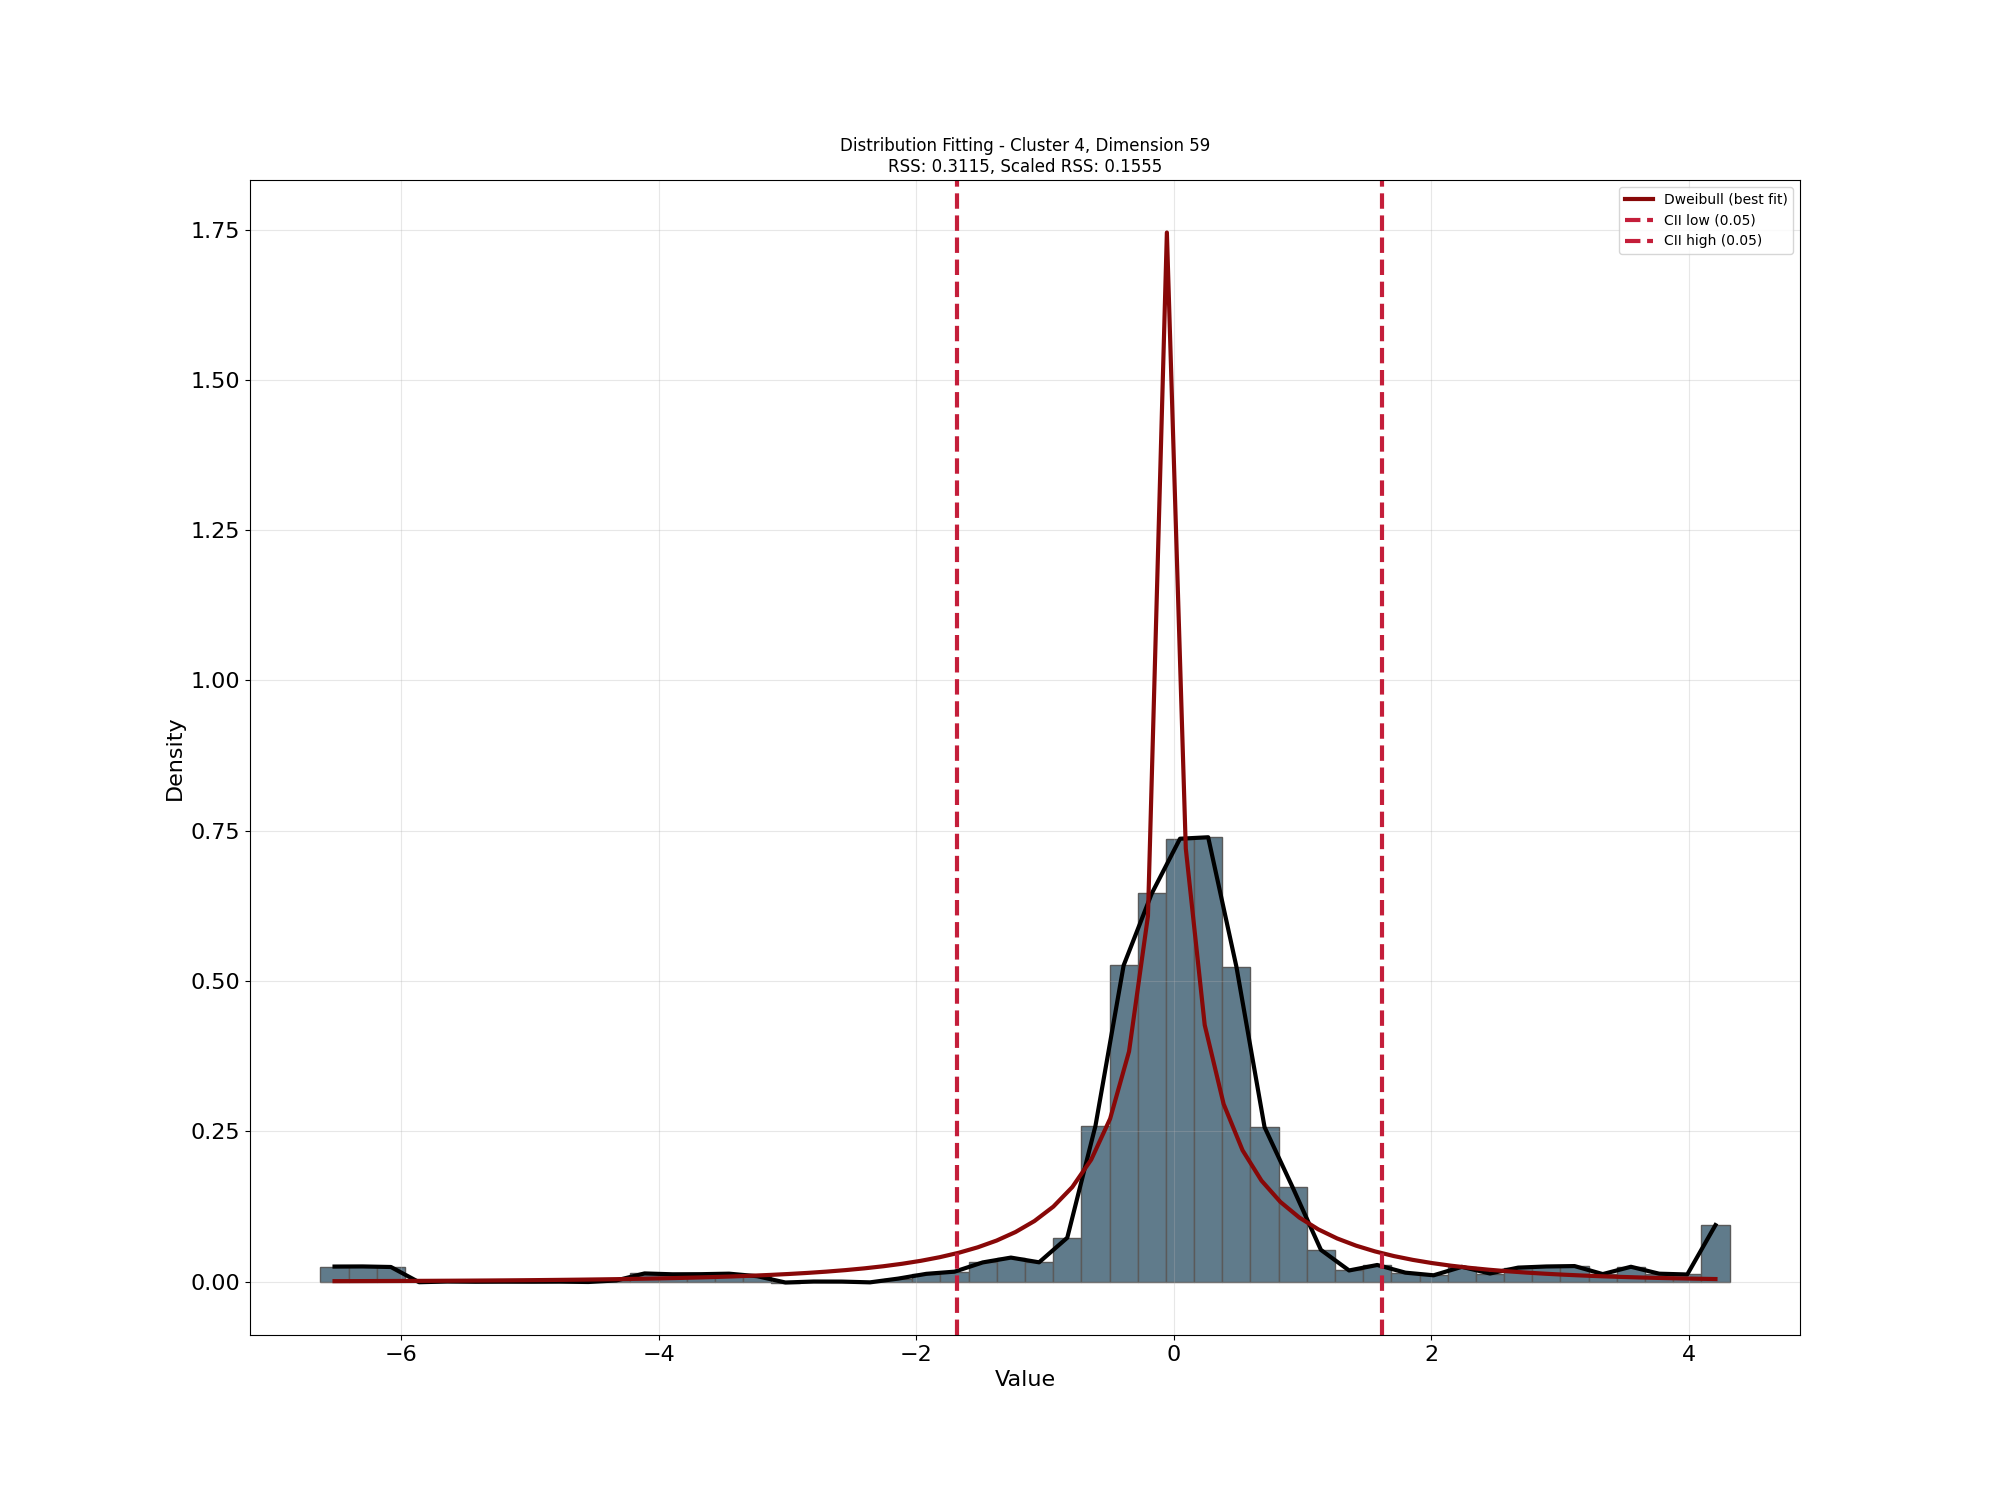 Distribution Fitting - Cluster 4, Dimension 59
RSS: 0.3115, Scaled RSS: 0.1555
Dweibull (best fit)
CII low (0.05)
CII high (0.05)
1.75
1.50
1.25
1.00
0.75
0.50
0.25
0.00
Density
−6
−4
−2
0
2
4
Value